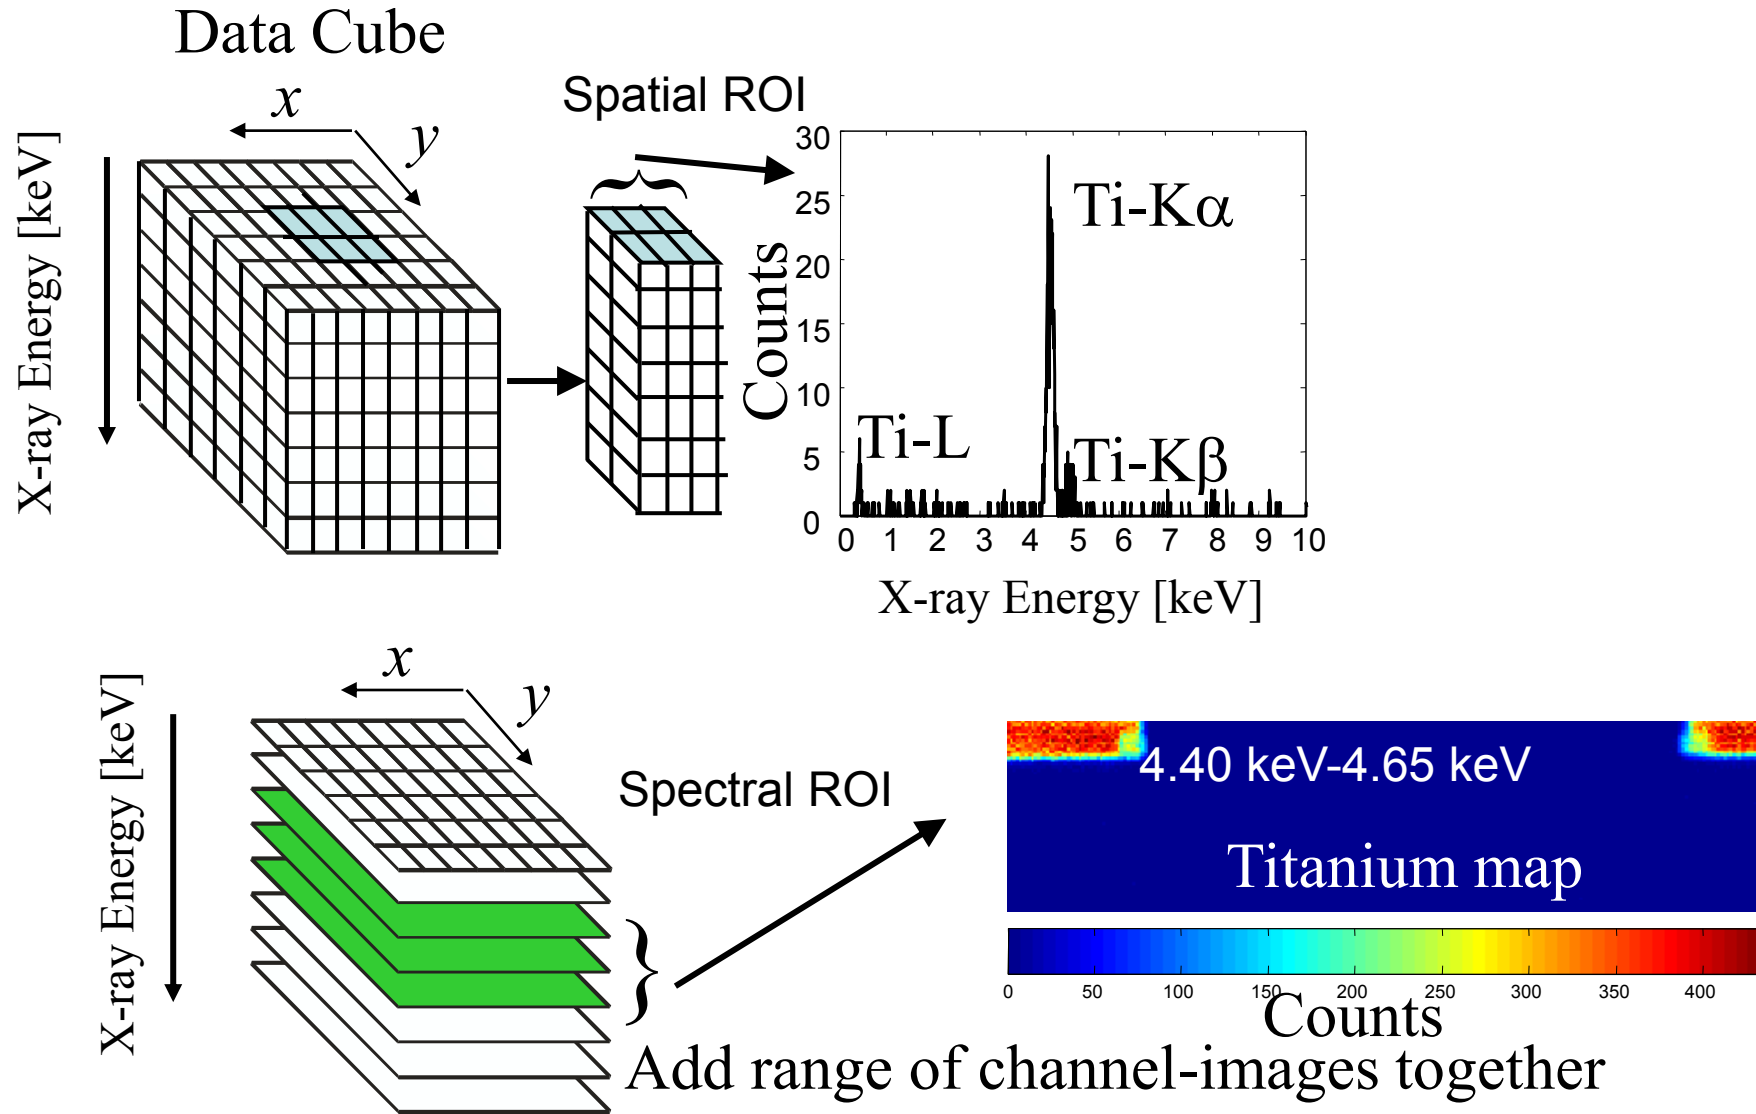 Data Cube
x
y
X-ray Energy [keV]
Spatial ROI
30
25
20
15
10
5
0
Counts
Ti-Kα
Ti-L
Ti-Kβ
0 1 2 3 4 5 6 7 8 9 10
X-ray Energy [keV]
x
y
X-ray Energy [keV]
Spectral ROI
4.40 keV-4.65 keV
Titanium map
0 50 100 150 200 250 300 350 400
Counts
Add range of channel-images together